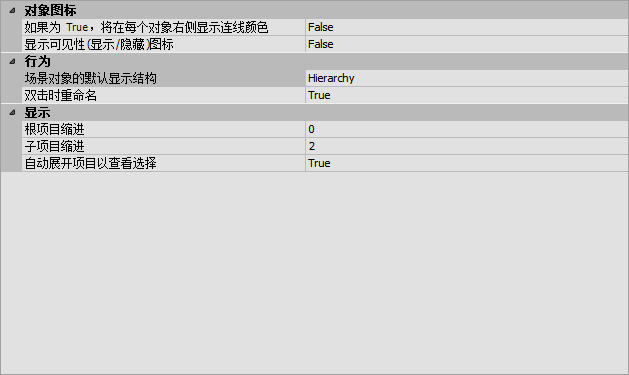 对象图标
如果为 True，将在每个对象右侧显示连线颜色 False
显示可见性(显示/隐藏)图标 False
行为
场景对象的默认显示结构 Hierarchy
双击时重命名 True
显示
根项目缩进 0
子项目缩进 2
自动展开项目以查看选择 True